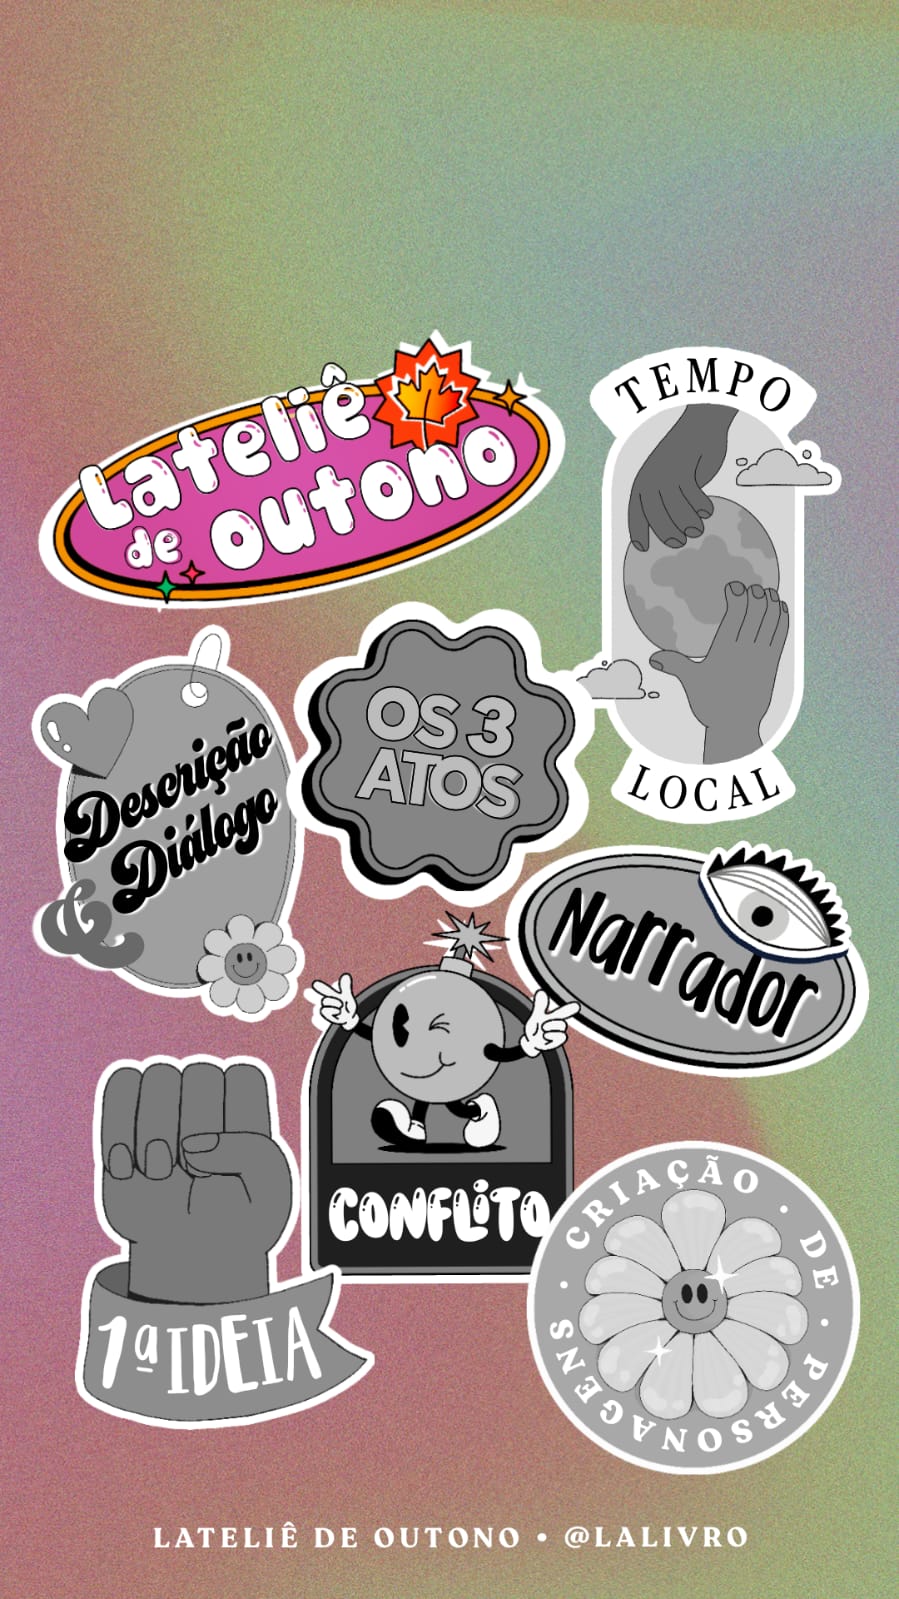 Lateliê
de outono
TEMPO
LOCAL
Descrição
& Diálogo
OS 3
ATOS
Narrador
CONFLITO
1ª IDEIA
CRIAÇÃO · DE · PERSONAGENS ·
LATELIÊ DE OUTONO • @LALIVRO